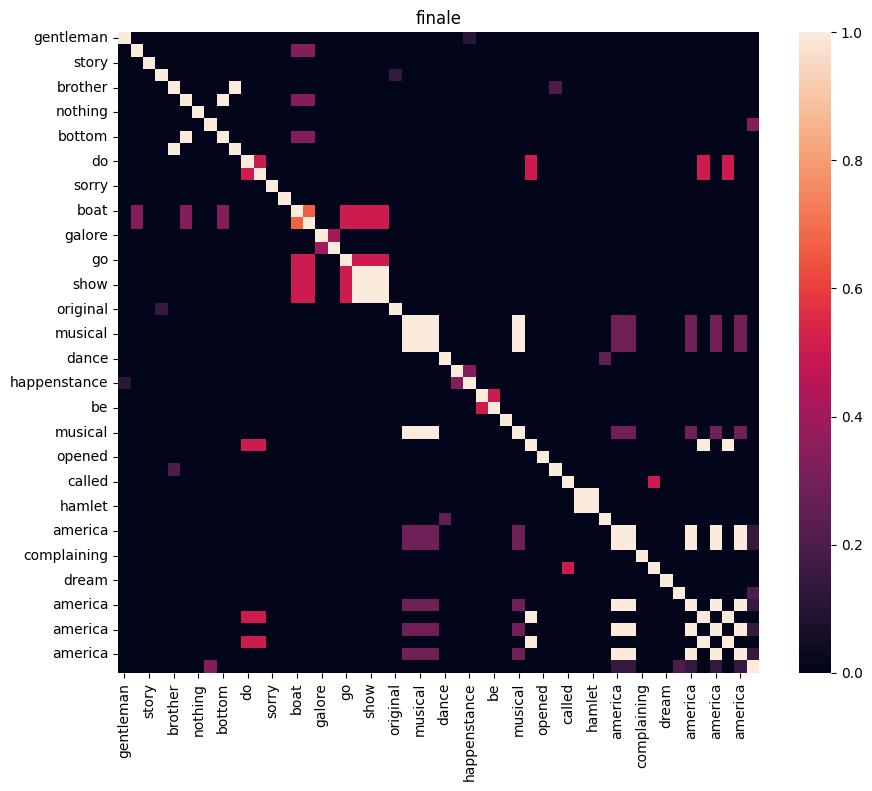 finale
gentleman
story
brother
nothing
bottom
do
sorry
boat
galore
go
show
original
musical
dance
happenstance
be
musical
opened
called
hamlet
america
complaining
dream
america
america
america
gentleman
story
brother
nothing
bottom
do
sorry
boat
galore
go
show
original
musical
dance
happenstance
be
musical
opened
called
hamlet
america
complaining
dream
america
america
america
1.0
0.8
0.6
0.4
0.2
0.0